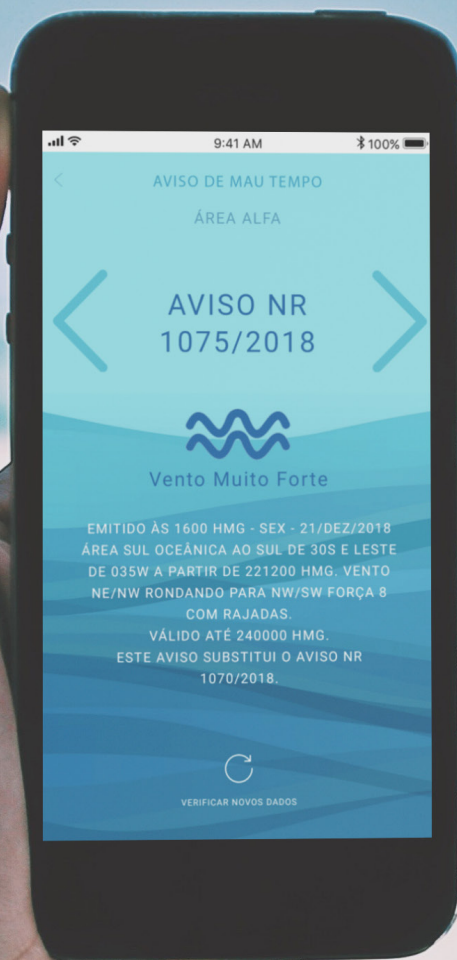 9:41 AM
100%
AVISO DE MAU TEMPO
ÁREA ALFA
AVISO NR
1075/2018
Vento Muito Forte
EMITIDO ÀS 1600 HMG - SEX - 21/DEZ/2018
ÁREA SUL OCEÂNICA AO SUL DE 30S E LESTE
DE 035W A PARTIR DE 221200 HMG. VENTO
NE/NW RONDANDO PARA NW/SW FORÇA 8
COM RAJADAS.
VÁLIDO ATÉ 240000 HMG.
ESTE AVISO SUBSTITUI O AVISO NR
1070/2018.
VERIFICAR NOVOS DADOS